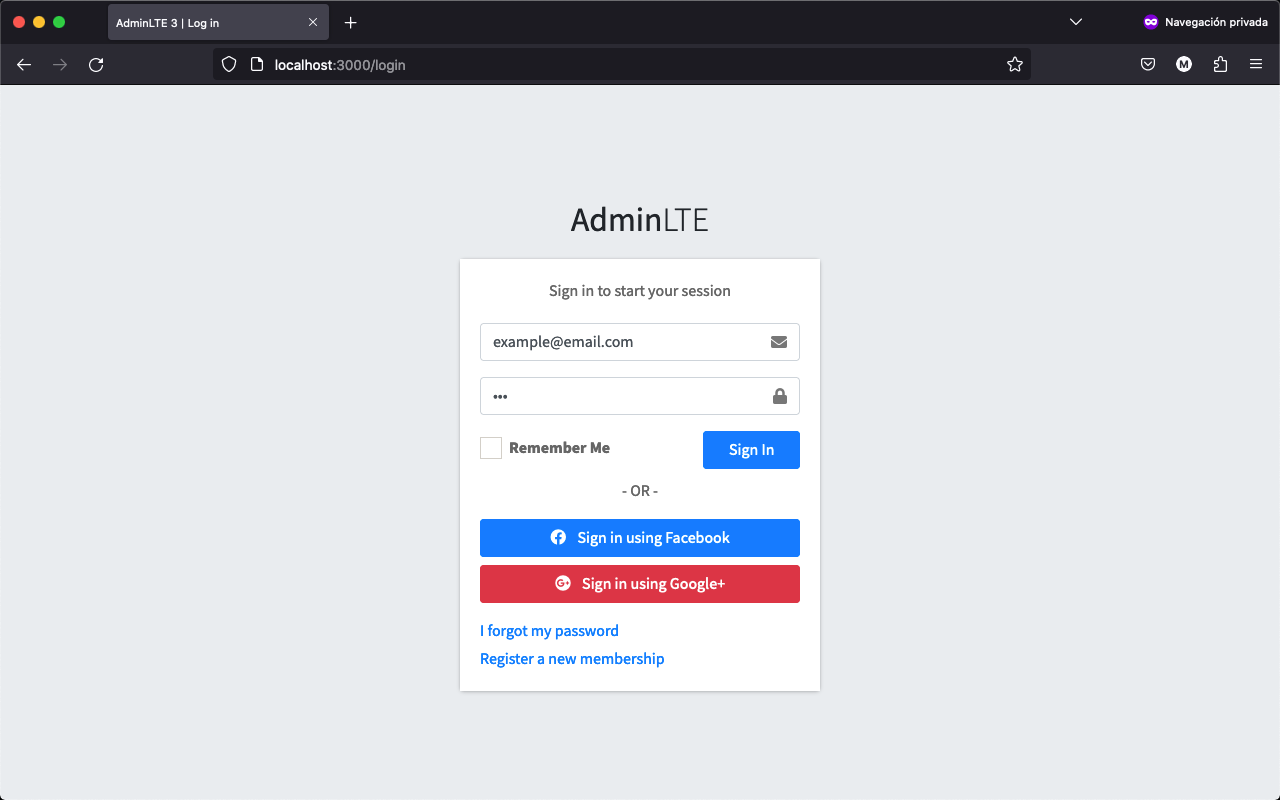 AdminLTE 3 | Log in
Navegación privada
localhost:3000/login
M
AdminLTE
Sign in to start your session
example@email.com
•••
Remember Me
Sign In
- OR -
Sign in using Facebook
Sign in using Google+
I forgot my password
Register a new membership